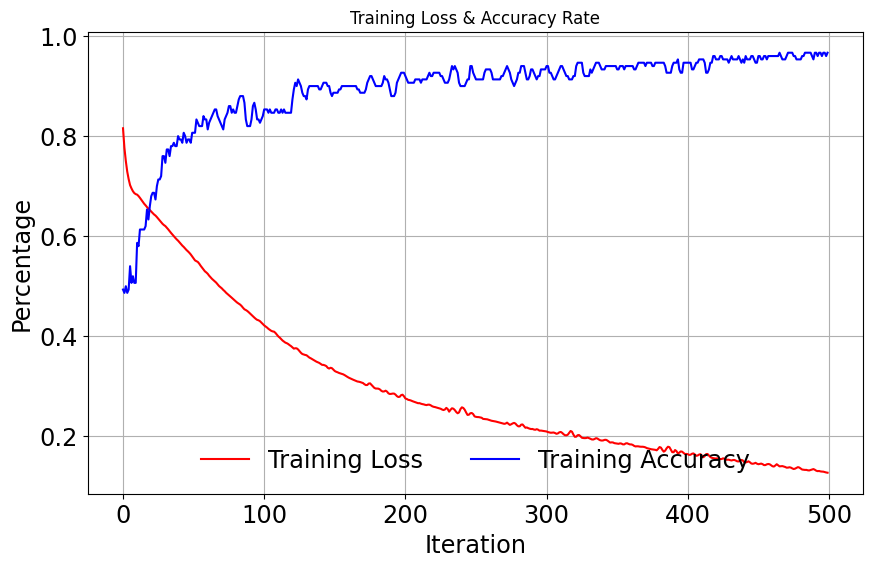 Training Loss & Accuracy Rate
1.0
0.8
0.6
0.4
0.2
Percentage
Training Loss
Training Accuracy
0 100 200 300 400 500
Iteration